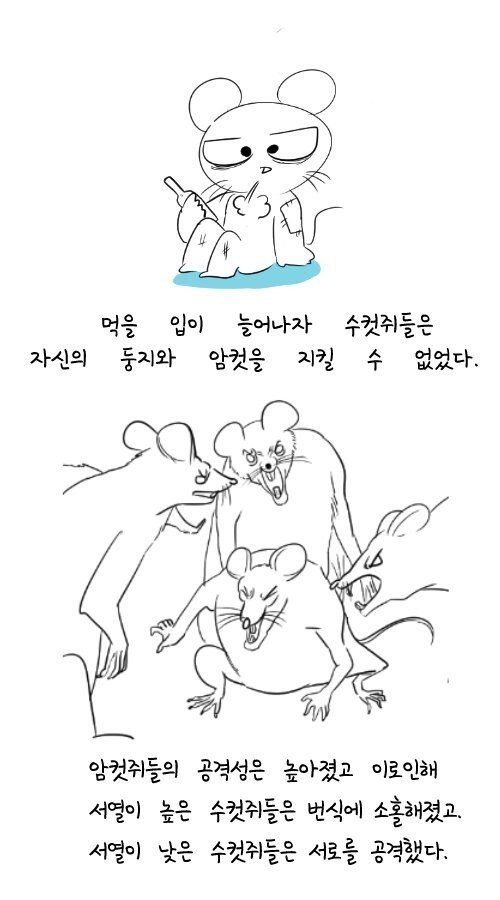 먹을 입이 늘어나자 수컷쥐들은
자신의 둥지와 암컷을 지킬 수 없었다.
암컷쥐들의 공격성은 높아졌고 이로인해
서열이 높은 수컷쥐들은 번식에 소홀해졌고.
서열이 낮은 수컷쥐들은 서로를 공격했다.